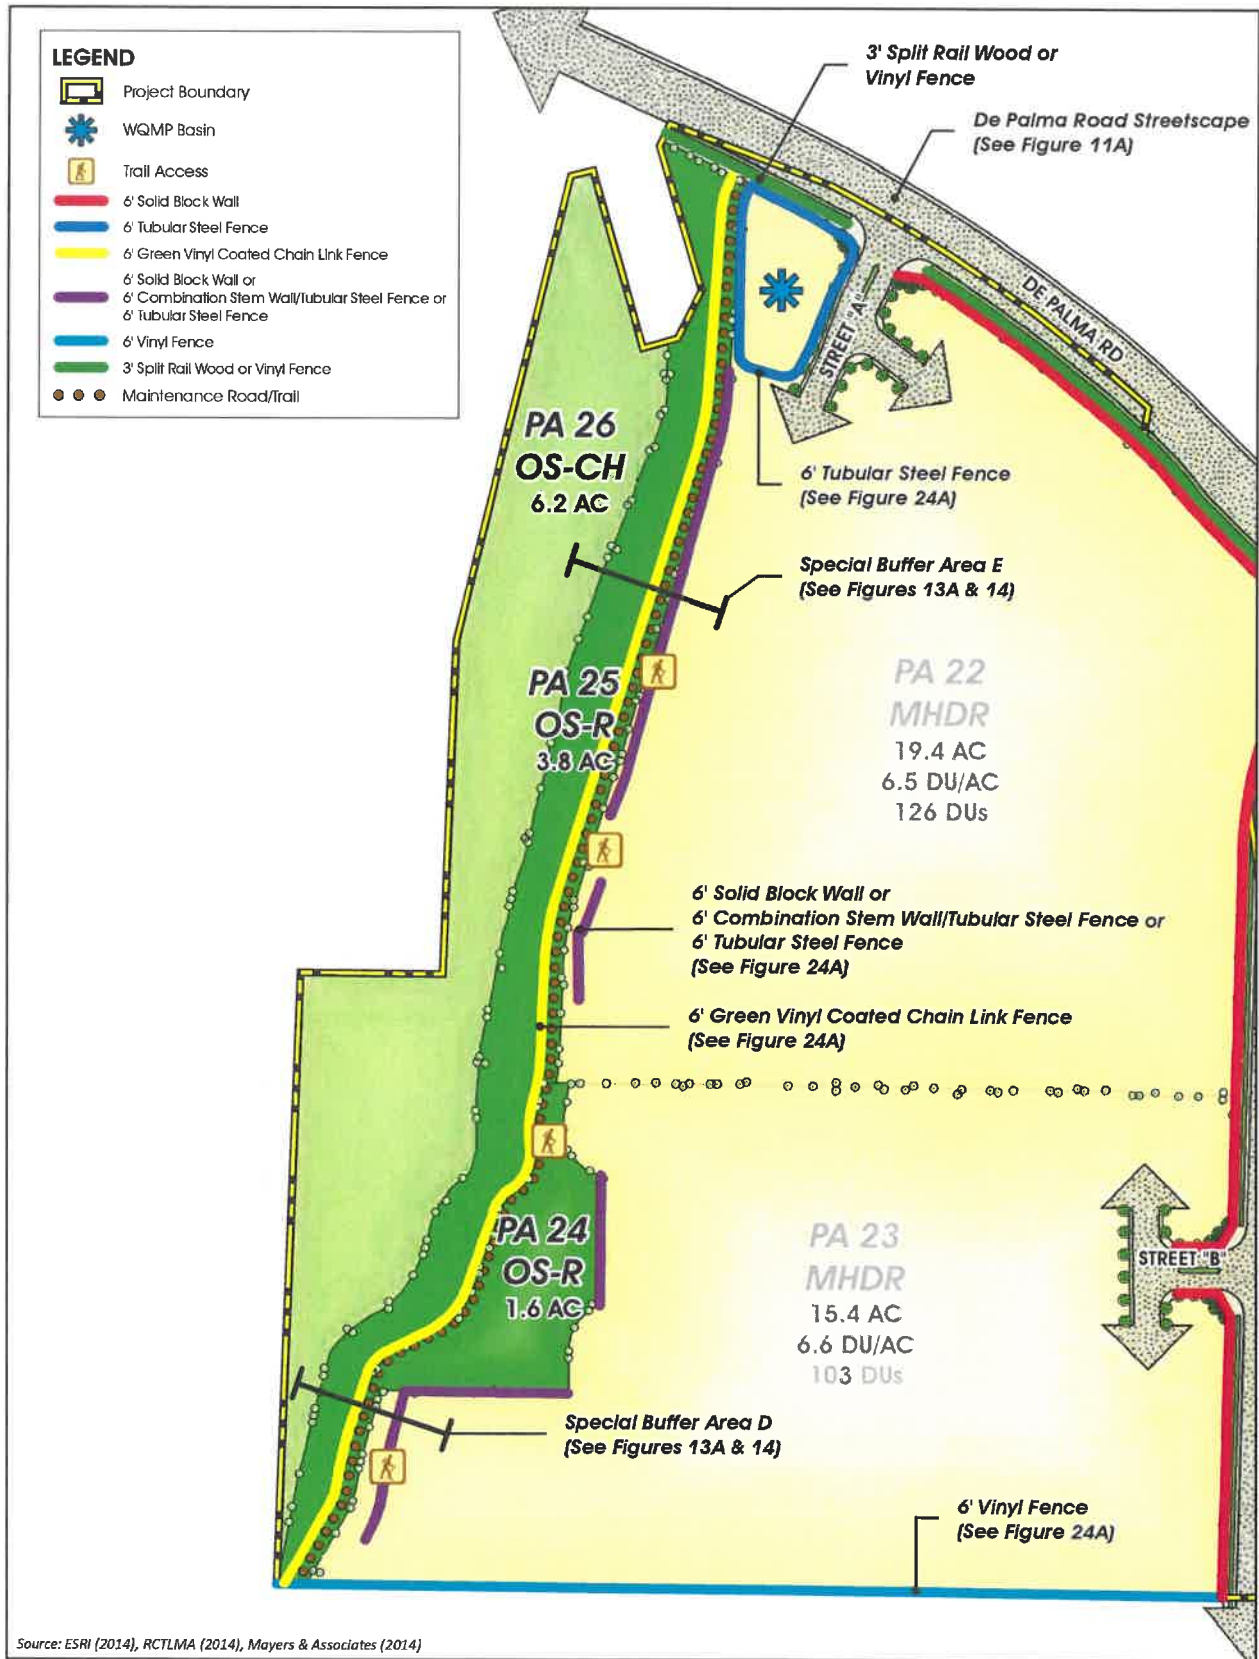 LEGEND
Project Boundary
WQMP Basin
Trail Access
6' Solid Block Wall
6' Tubular Steel Fence
6' Green Vinyl Coated Chain Link Fence
6' Solid Block Wall or
6' Combination Stem Wall/Tubular Steel Fence or
6' Tubular Steel Fence
6' Vinyl Fence
3' Split Rail Wood or Vinyl Fence
Maintenance Road/Trail
3' Split Rail Wood or
Vinyl Fence
De Palma Road Streetscape
(See Figure 11A)
DE PALMA RD
STREET "A"
6' Tubular Steel Fence
(See Figure 24A)
PA 26
OS-CH
6.2 AC
Special Buffer Area E
(See Figures 13A & 14)
PA 25
OS-R
3.8 AC
PA 22
MHDR
19.4 AC
6.5 DU/AC
126 DUs
6' Solid Block Wall or
6' Combination Stem Wall/Tubular Steel Fence or
6' Tubular Steel Fence
(See Figure 24A)
6' Green Vinyl Coated Chain Link Fence
(See Figure 24A)
PA 24
OS-R
1.6 AC
PA 23
MHDR
15.4 AC
6.6 DU/AC
103 DUs
STREET "B"
Special Buffer Area D
(See Figures 13A & 14)
6' Vinyl Fence
(See Figure 24A)
Source: ESRI (2014), RCTLMA (2014), Mayers & Associates (2014)